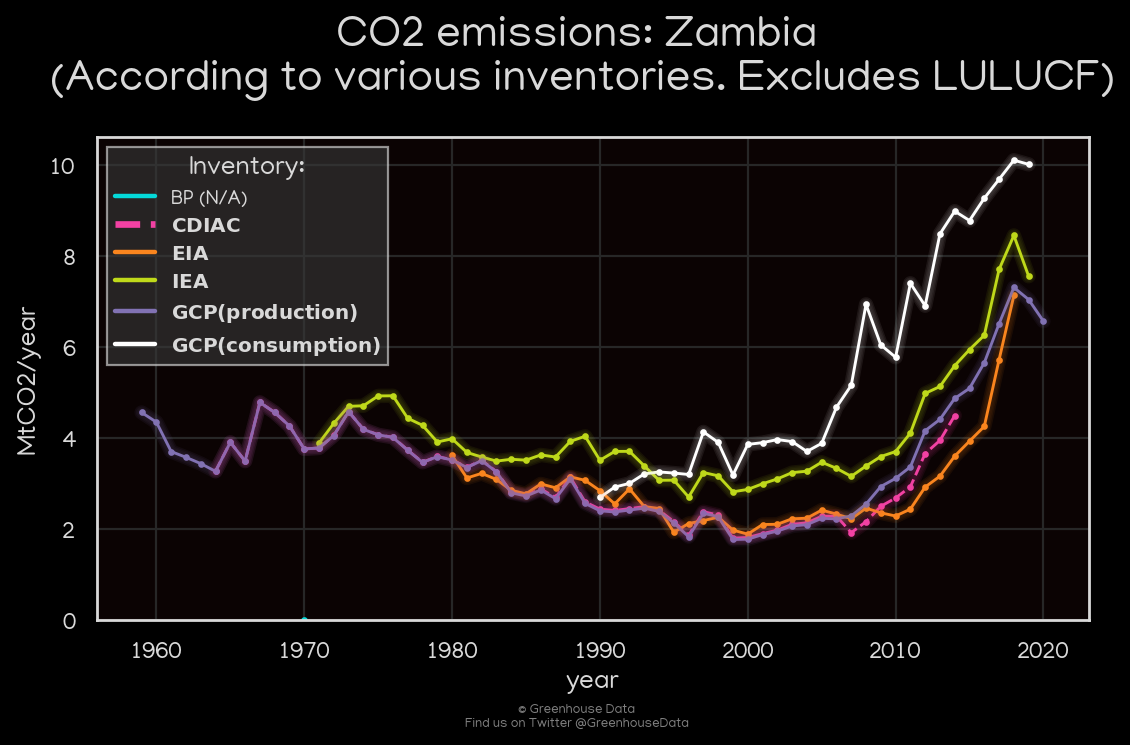 CO2 emissions: Zambia
(According to various inventories. Excludes LULUCF)
Inventory:
BP (N/A)
CDIAC
EIA
IEA
GCP(production)
GCP(consumption)
MtCO2/year
10
8
6
4
2
0
1960 1970 1980 1990 2000 2010 2020
year
© Greenhouse Data
Find us on Twitter @GreenhouseData